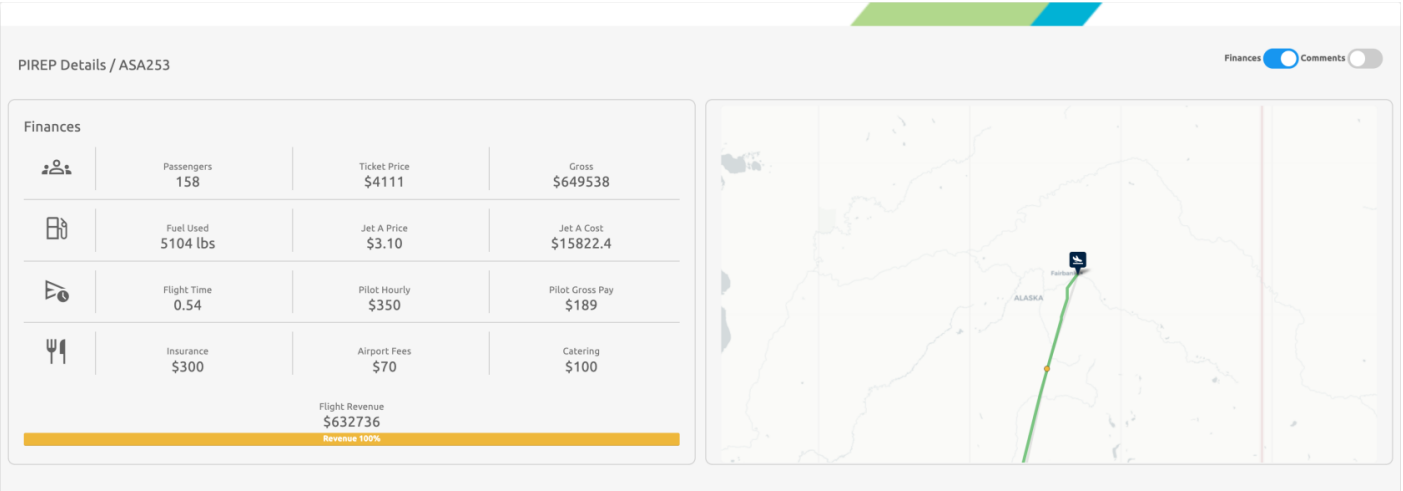 Finances Comments
PIREP Details / ASA253
Finances
Passengers Ticket Price Gross
158 $4111 $649538
Fuel Used Jet A Price Jet A Cost
5104 lbs $3.10 $15822.4
Flight Time Pilot Hourly Pilot Gross Pay
0.54 $350 $189
Insurance Airport Fees Catering
$300 $70 $100
Flight Revenue
$632736
Revenue 100%
ALASKA